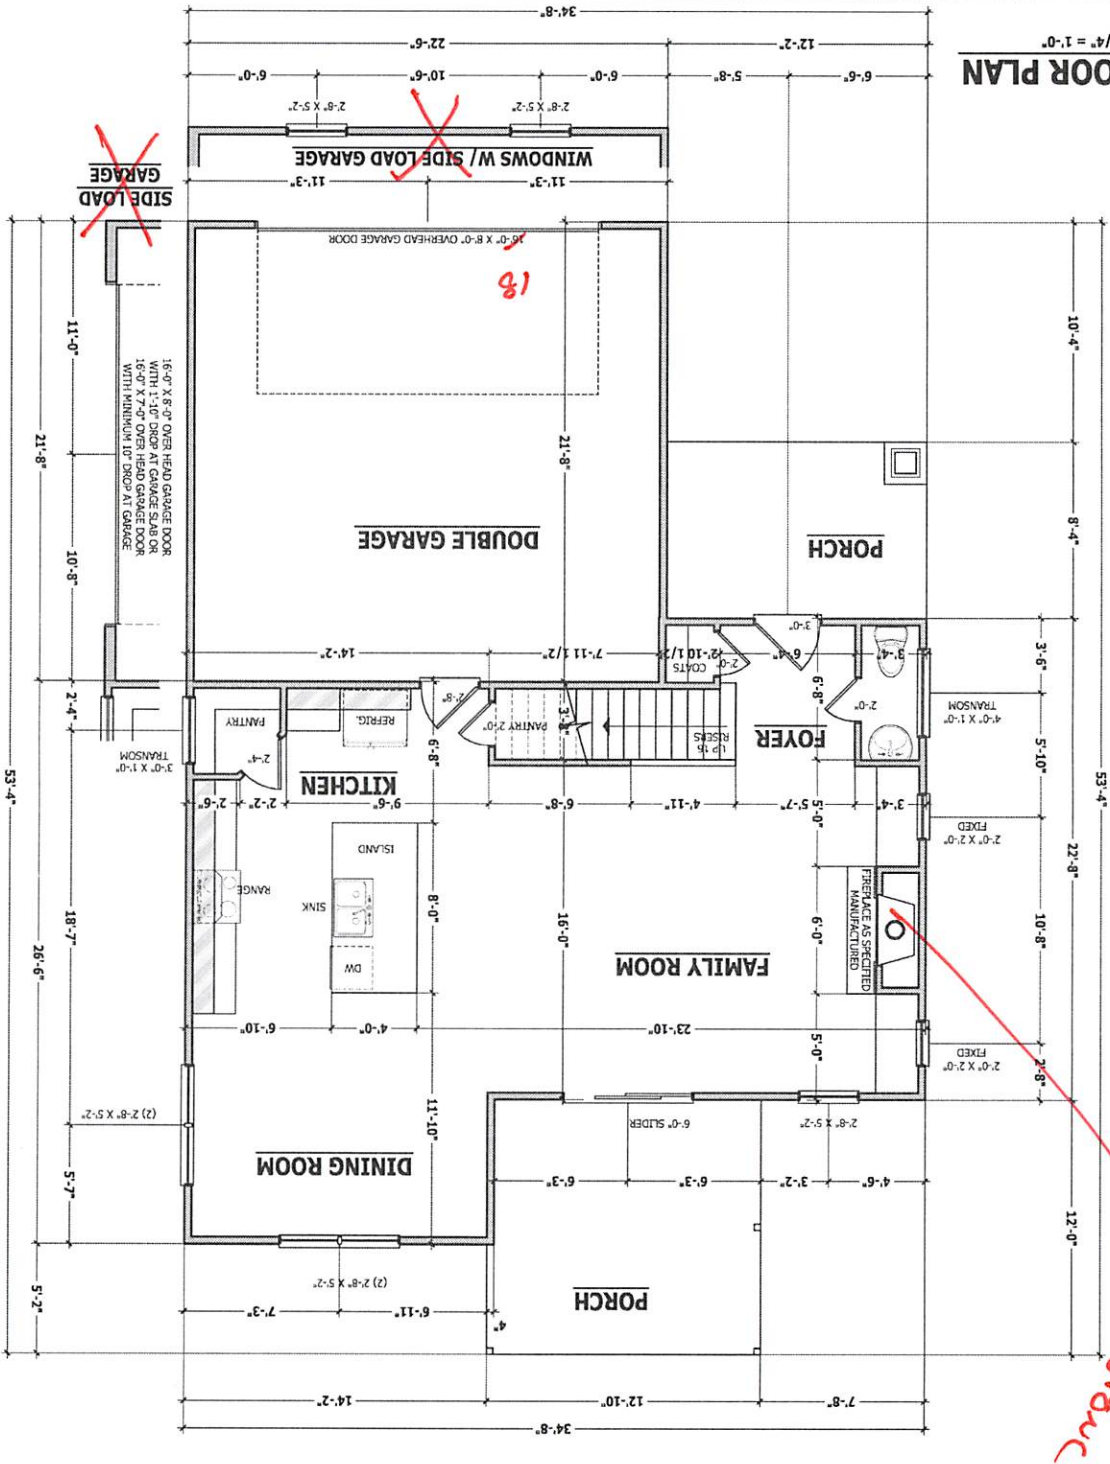 34'-8"
7'-8" 12'-10" 14'-2"
PORCH
4"
6'-11" 7'-3"
(2) 2'-8" X 5'-2"
5'-2"
12'-0"
4'-6" 3'-2" 6'-3" 6'-3"
2'-8" X 5'-2"
6'-0" SLIDER
DINING ROOM
5'-7"
(2) 2'-8" X 5'-2"
11'-10"
2'-0" X 2'-0"
FIXED
2'-8"
5'-0"
23'-10"
4'-0" 6'-10"
FAMILY ROOM
FIREPLACE AS SPECIFIED
MANUFACTURED
6'-0"
16'-0"
8'-0"
DW
SINK
ISLAND
RANGE
18'-7"
26'-6"
10'-8"
22'-8"
53'-4"
53'-4"
2'-0" X 2'-0"
FIXED
5'-0"
3'-4" 5'-7" 4'-11" 6'-8" 9'-6" 2'-2" 2'-6"
KITCHEN
2'-4"
3'-0" X 1'-0"
TRANSOM
5'-10"
FOYER
UP 16
RISERS
3'-8"
PANTRY 2'-0"
6'-8"
REFRIG.
PANTRY
2'-4"
4'-0" X 1'-0"
TRANSOM
2'-0"
6'-8"
2'-8"
3'-6"
3'-4" 6'-4" 2'-10 1/2" 7'-11 1/2" 14'-2"
2'-0"
COATS
3'-0"
PORCH
DOUBLE GARAGE
8'-4"
10'-8"
21'-8"
21'-8"
16'-0" X 8'-0" OVER HEAD GARAGE DOOR
WITH 1'-10" DROP AT GARAGE SLAB OR
16'-0" X 7'-0" OVER HEAD GARAGE DOOR
WITH MINIMUM 10" DROP AT GARAGE
10'-4"
11'-0"
18
16'-0" X 8'-0" OVERHEAD GARAGE DOOR
SIDE LOAD
GARAGE
11'-3" 11'-3"
WINDOWS W/ SIDE LOAD GARAGE
2'-8" X 5'-2" 2'-8" X 5'-2"
6'-6" 5'-8" 6'-0" 10'-6" 6'-0"
12'-2" 22'-6"
34'-8"
OOR PLAN
/4" = 1'-0"